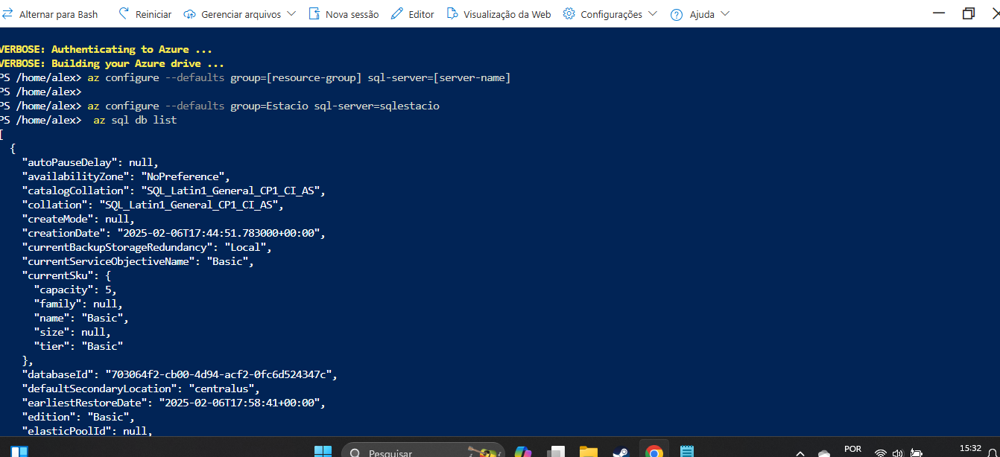 Alternar para Bash Reiniciar Gerenciar arquivos Nova sessão Editor Visualização da Web Configurações Ajuda
VERBOSE: Authenticating to Azure ...
VERBOSE: Building your Azure drive ...
PS /home/alex> az configure --defaults group=[resource-group] sql-server=[server-name]
PS /home/alex>
PS /home/alex> az configure --defaults group=Estacio sql-server=sqlestacio
PS /home/alex>  az sql db list
[
  {
    "autoPauseDelay": null,
    "availabilityZone": "NoPreference",
    "catalogCollation": "SQL_Latin1_General_CP1_CI_AS",
    "collation": "SQL_Latin1_General_CP1_CI_AS",
    "createMode": null,
    "creationDate": "2025-02-06T17:44:51.783000+00:00",
    "currentBackupStorageRedundancy": "Local",
    "currentServiceObjectiveName": "Basic",
    "currentSku": {
      "capacity": 5,
      "family": null,
      "name": "Basic",
      "size": null,
      "tier": "Basic"
    },
    "databaseId": "703064f2-cb00-4d94-acf2-0fc6d524347c",
    "defaultSecondaryLocation": "centralus",
    "earliestRestoreDate": "2025-02-06T17:58:41+00:00",
    "edition": "Basic",
    "elasticPoolId": null,
Pesquisar POR 15:32